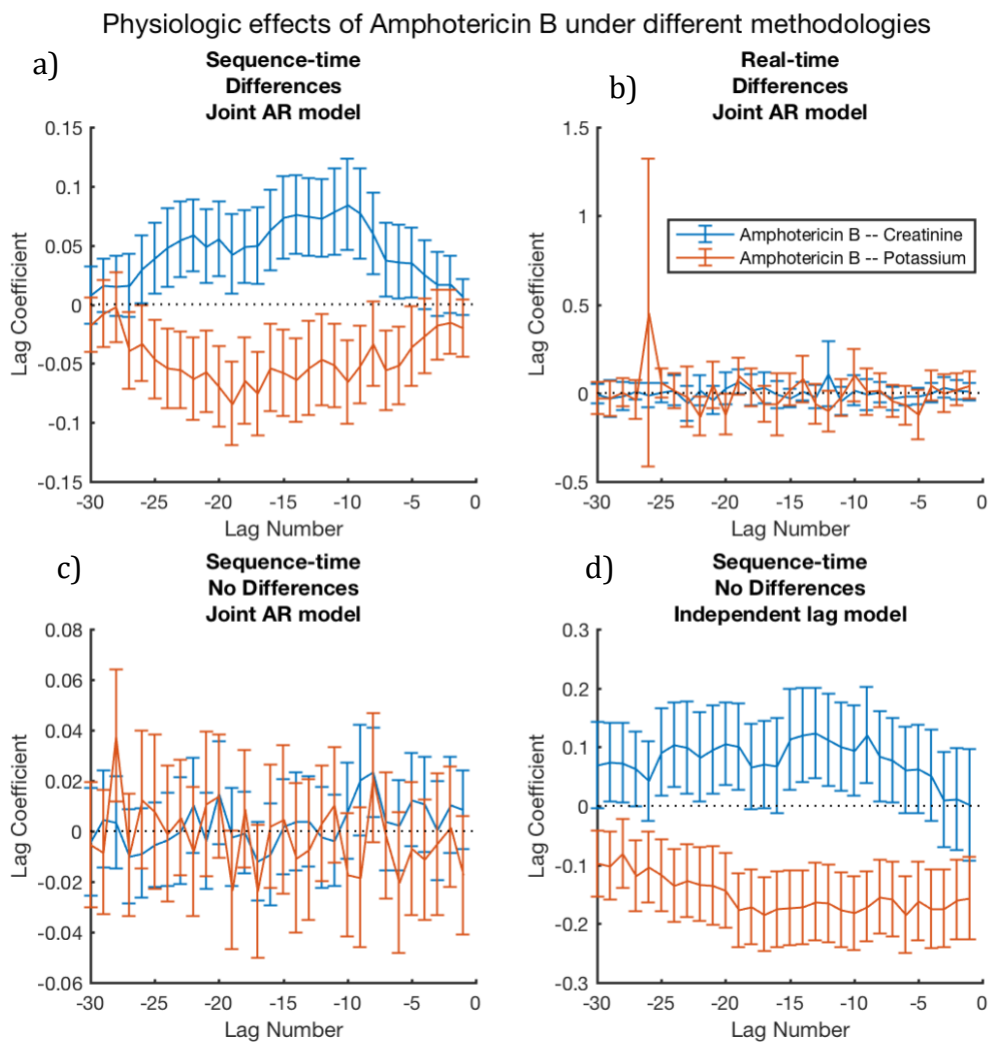 Physiologic effects of Amphotericin B under different methodologies
a)
Sequence-time
Differences
Joint AR model
0.15
0.1
0.05
0
-0.05
-0.1
-0.15
Lag Coefficient
-30 -25 -20 -15 -10 -5 0
Lag Number
b)
Real-time
Differences
Joint AR model
1.5
1
0.5
0
-0.5
Lag Coefficient
Amphotericin B -- Creatinine
Amphotericin B -- Potassium
-30 -25 -20 -15 -10 -5 0
Lag Number
c)
Sequence-time
No Differences
Joint AR model
0.08
0.06
0.04
0.02
0
-0.02
-0.04
-0.06
Lag Coefficient
-30 -25 -20 -15 -10 -5 0
Lag Number
d)
Sequence-time
No Differences
Independent lag model
0.3
0.2
0.1
0
-0.1
-0.2
-0.3
Lag Coefficient
-30 -25 -20 -15 -10 -5 0
Lag Number